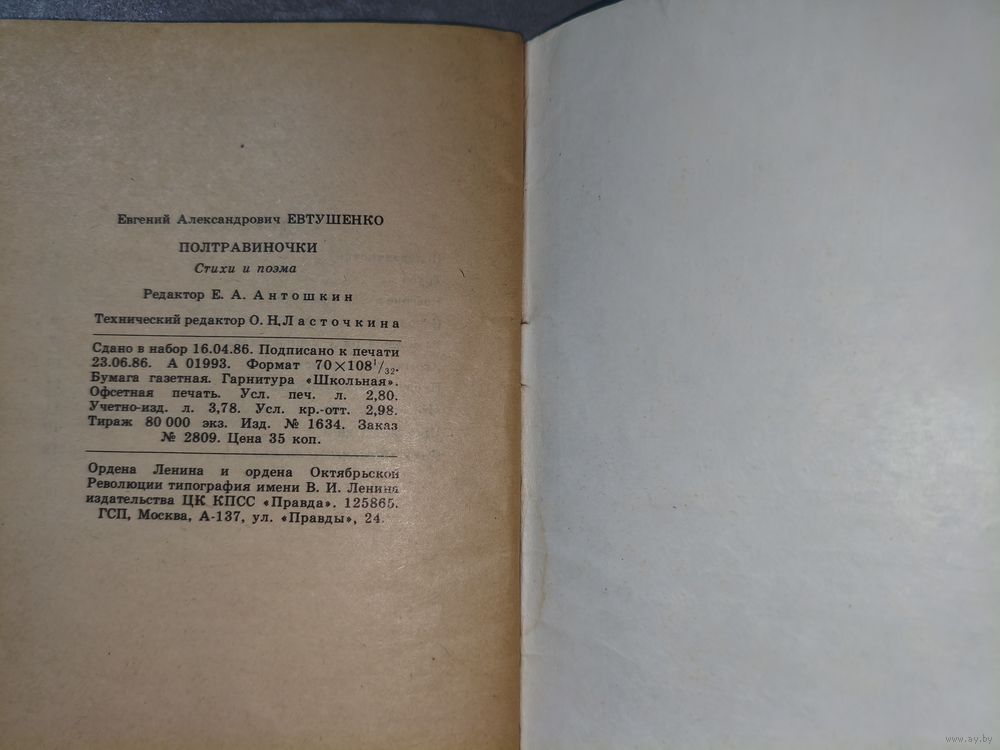 Евгений Александрович ЕВТУШЕНКО
ПОЛТРАВИНОЧКИ
Стихи и поэма
Редактор Е. А. Антошкин
Технический редактор О. Н. Ласточкина
Сдано в набор 16.04.86. Подписано к печати
23.06.86. А 01993. Формат 70×108¹/₃₂.
Бумага газетная. Гарнитура «Школьная».
Офсетная печать. Усл. печ. л. 2,80.
Учетно-изд. л. 3,78. Усл. кр.-отт. 2,98.
Тираж 80 000 экз. Изд. № 1634. Заказ
№ 2809. Цена 35 коп.
Ордена Ленина и ордена Октябрьской
Революции типография имени В. И. Ленина
издательства ЦК КПСС «Правда». 125865.
ГСП, Москва, А-137, ул. «Правды», 24.
www.ay.by